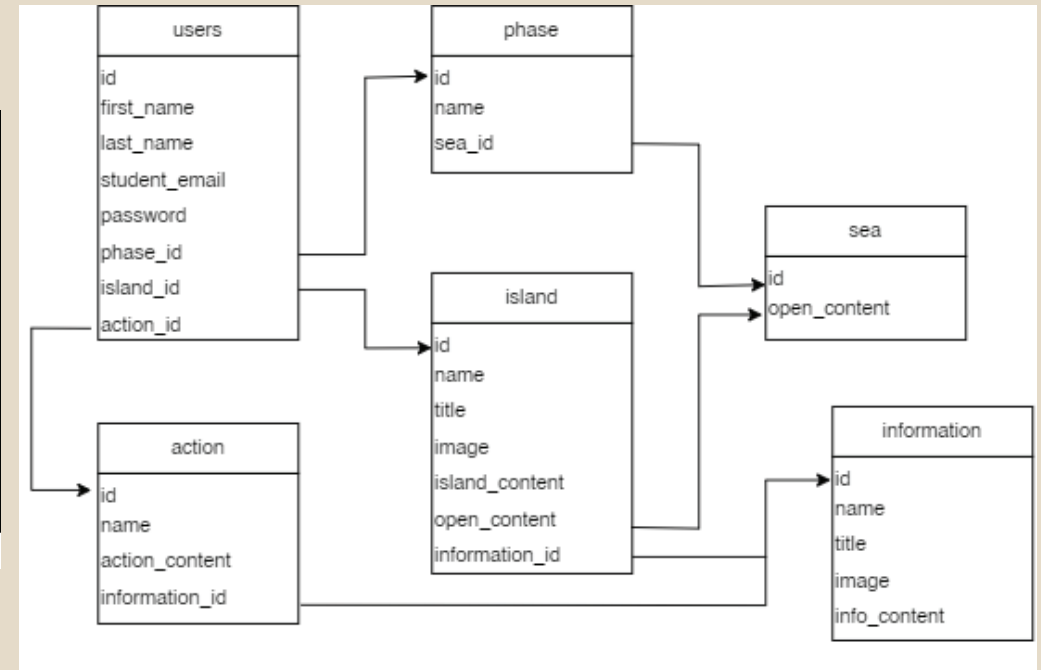 users
id
first_name
last_name
student_email
password
phase_id
island_id
action_id
phase
id
name
sea_id
sea
id
open_content
island
id
name
title
image
island_content
open_content
information_id
action
id
name
action_content
information_id
information
id
name
title
image
info_content